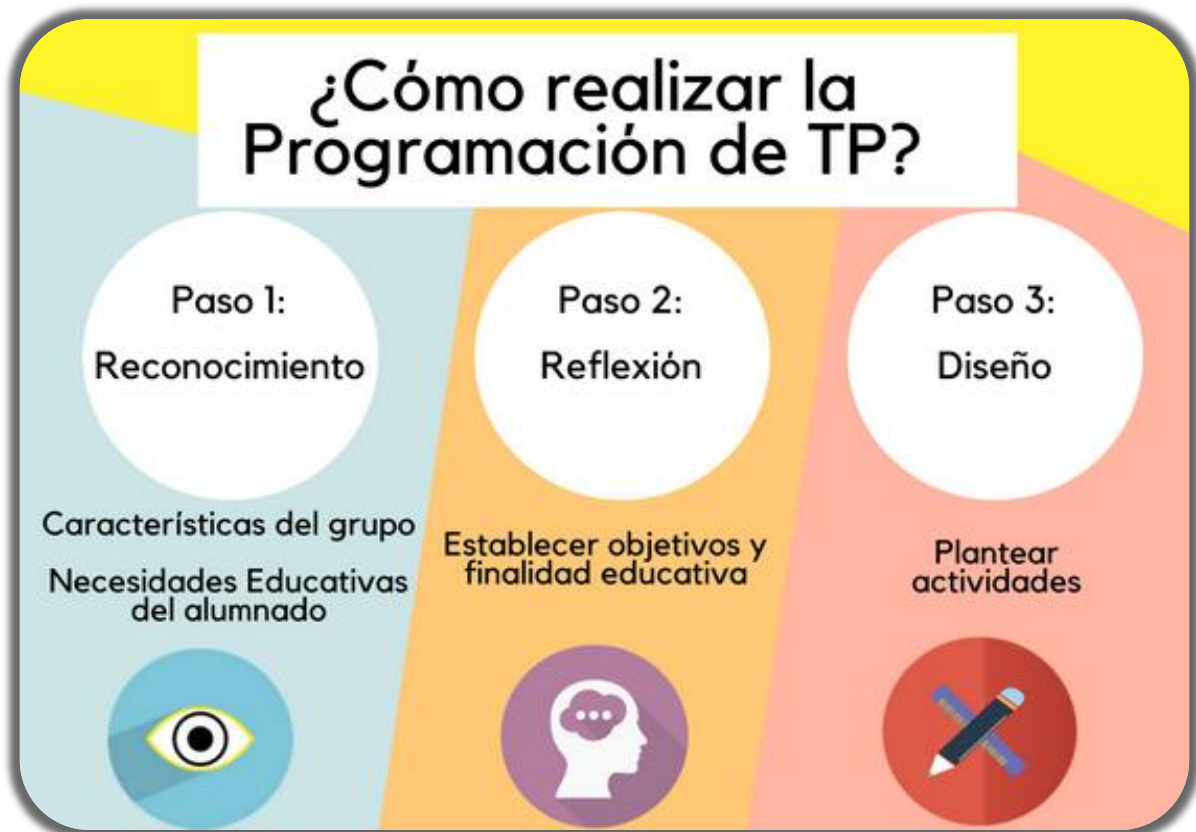 ¿Cómo realizar la
Programación de TP?
Paso 1:
Reconocimiento
Características del grupo
Necesidades Educativas
del alumnado
Paso 2:
Reflexión
Establecer objetivos y
finalidad educativa
Paso 3:
Diseño
Plantear
actividades